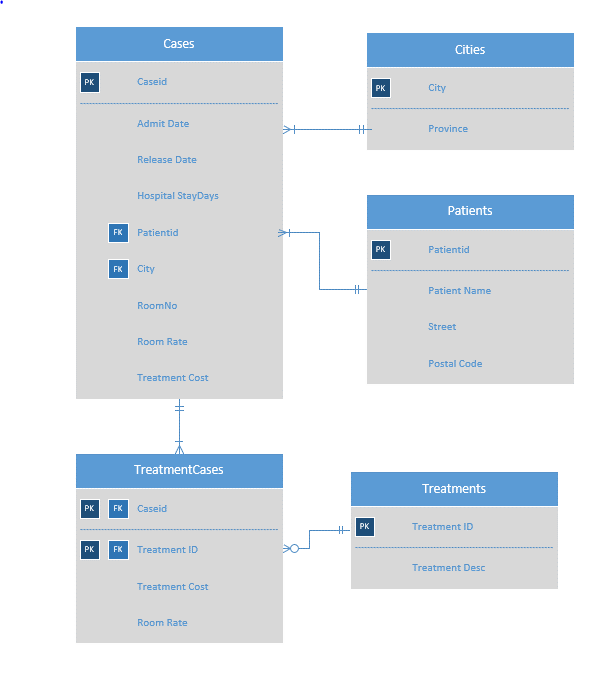 Cases
PK Caseid
Admit Date
Release Date
Hospital StayDays
FK Patientid
FK City
RoomNo
Room Rate
Treatment Cost
Cities
PK City
Province
Patients
PK Patientid
Patient Name
Street
Postal Code
TreatmentCases
PK FK Caseid
PK FK Treatment ID
Treatment Cost
Room Rate
Treatments
PK Treatment ID
Treatment Desc